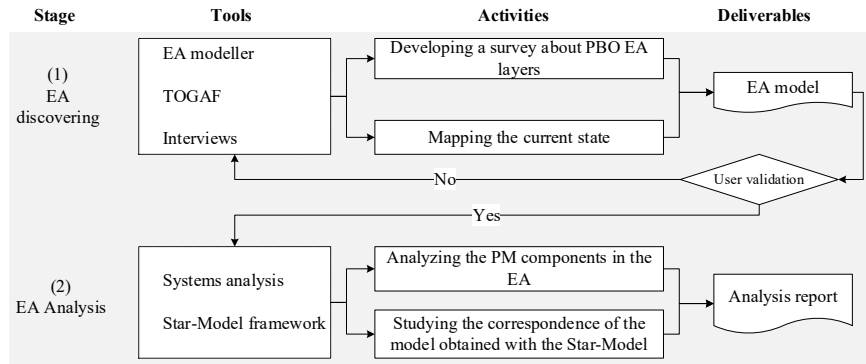 Stage Tools Activities Deliverables
(1)
EA
discovering
EA modeller
TOGAF
Interviews
Developing a survey about PBO EA
layers
Mapping the current state
EA model
User validation
No
Yes
(2)
EA Analysis
Systems analysis
Star-Model framework
Analyzing the PM components in the
EA
Studying the correspondence of the
model obtained with the Star-Model
Analysis report